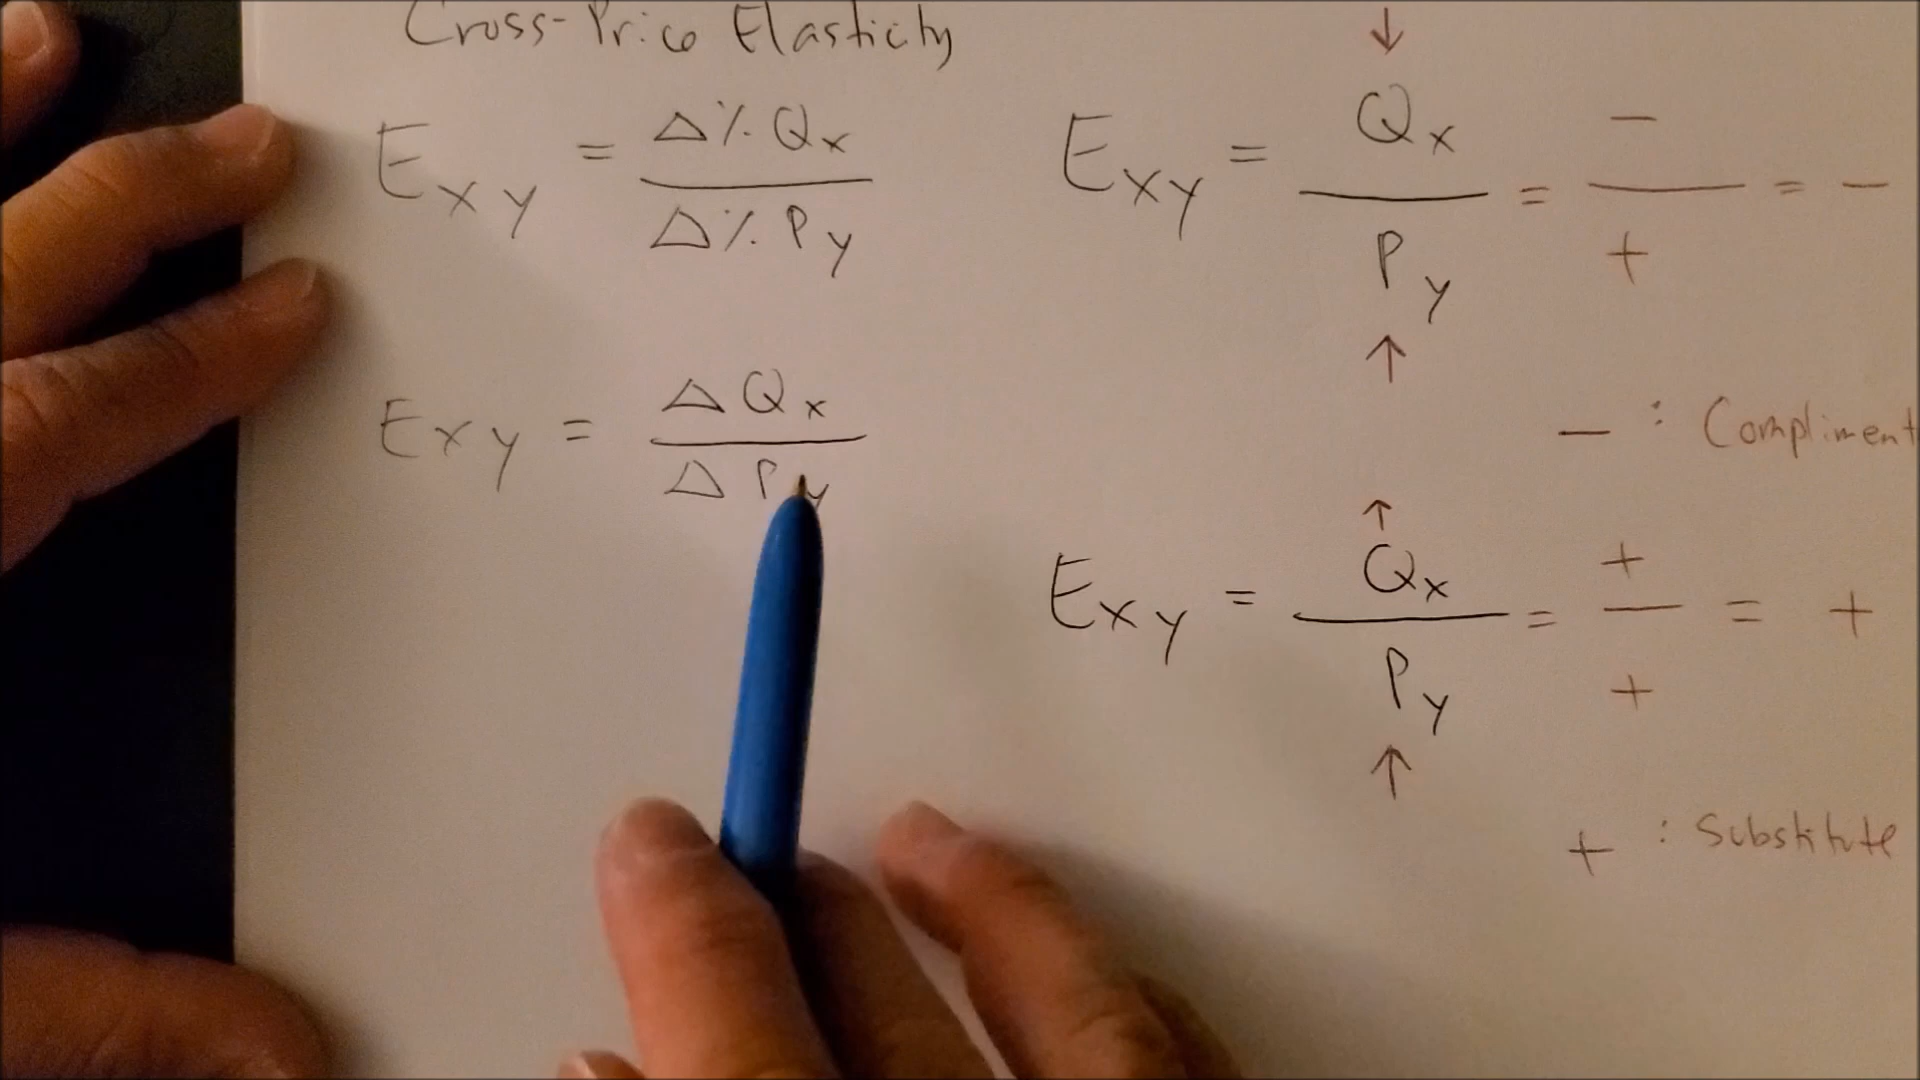 Cross-Price Elasticity
Exy = Δ% Qx / Δ% Py
Exy = ΔQx / ΔPy
↓
Exy = Qx / Py = - / + = -
↑
- : Compliment
↑
Exy = Qx / Py = + / + = +
↑
+ : Substitute